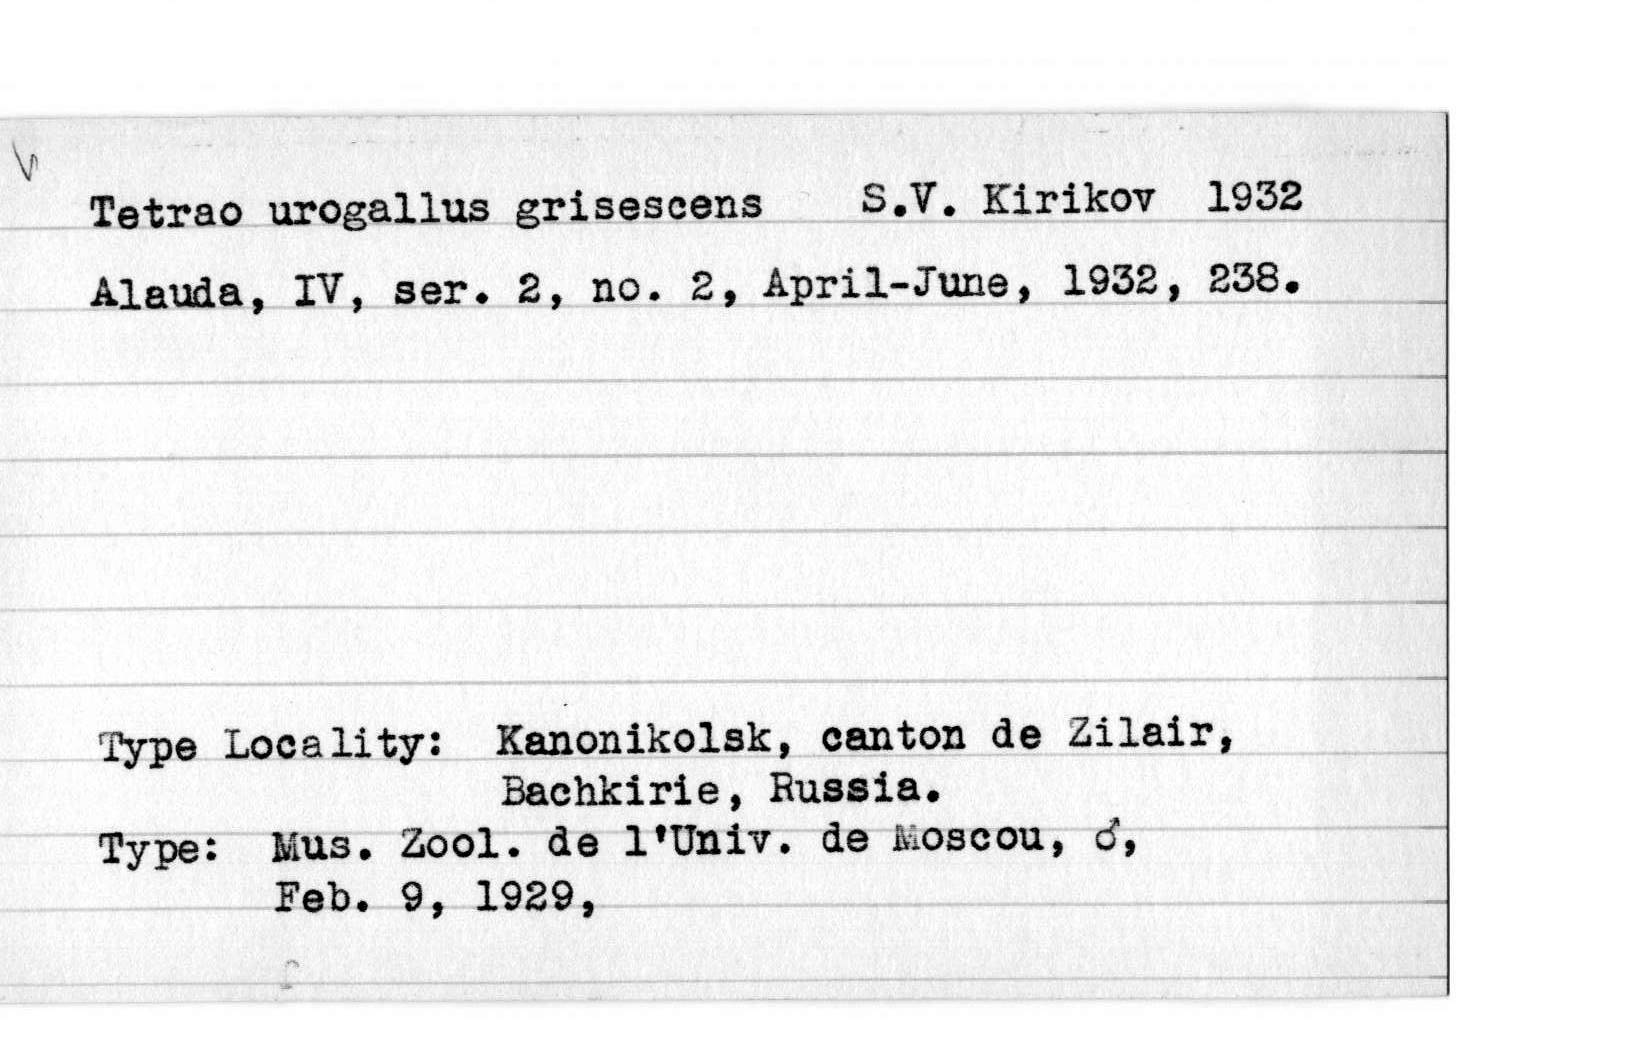 Tetrao urogallus grisescens S.V. Kirikov 1932
Alauda, IV, ser. 2, no. 2, April-June, 1932, 238.
Type Locality: Kanonikolsk, canton de Zilair,
Bachkirie, Russia.
Type: Mus. Zool. de l'Univ. de Moscou, ♂,
Feb. 9, 1929,